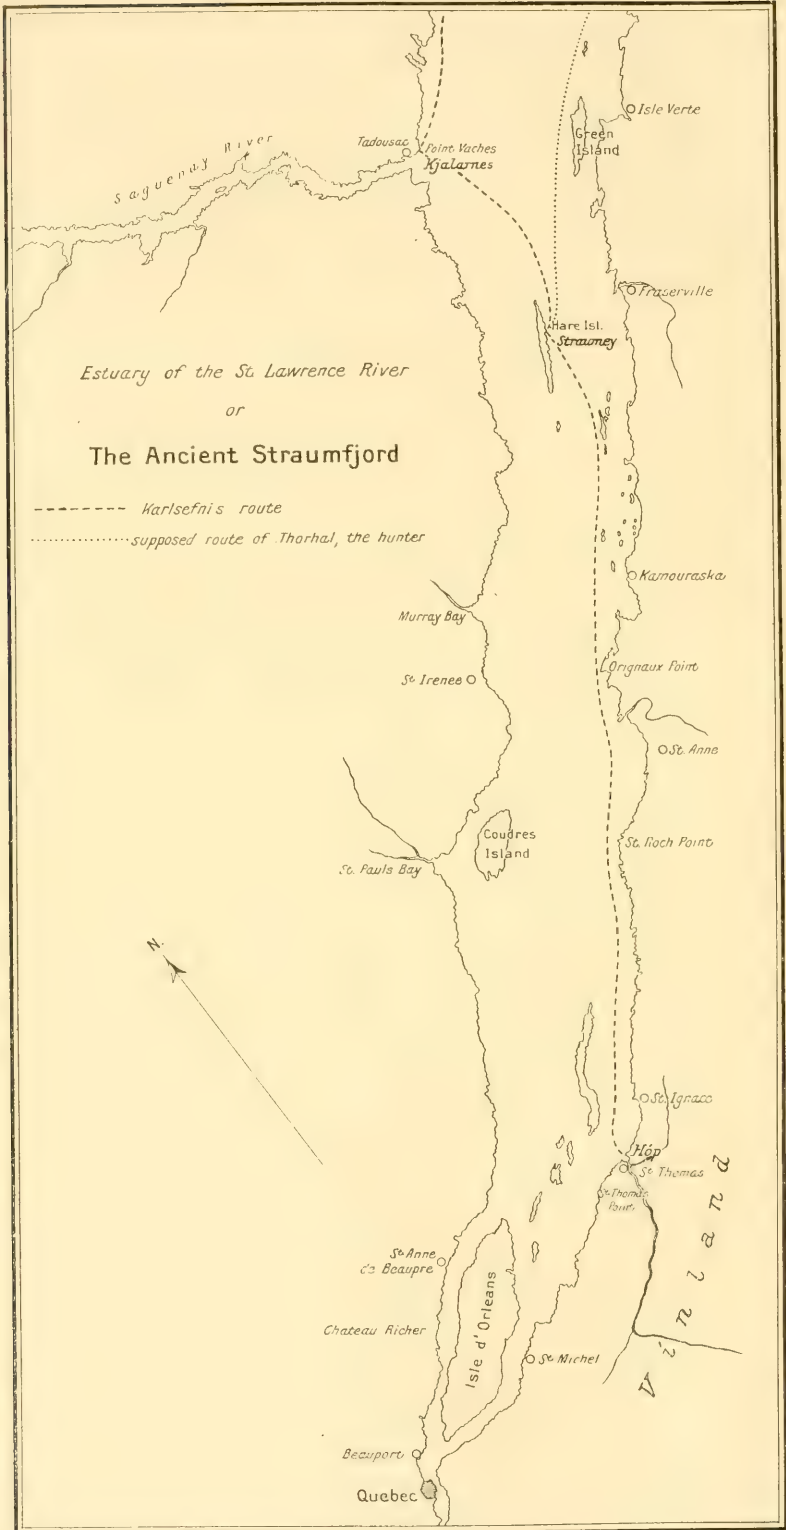 Isle Verte
Green
Island
Tadousac
Point Vaches
Kjalarnes
Saguenay River
Fraserville
Hare Isl.
Straumey
Estuary of the St. Lawrence River
or
The Ancient Straumfjord
Karlsefnis route
supposed route of Thorhal, the hunter
Kamouraska
Murray Bay
Orignaux Point
St. Irenee
St. Anne
Coudres
Island
St. Roch Point
St. Pauls Bay
N.
St. Ignace
Hóp
St Thomas
St Thomas
Point
Vínland
St. Anne
de Beaupre
Isle d'Orleans
Chateau Richer
St Michel
Beauport
Quebec